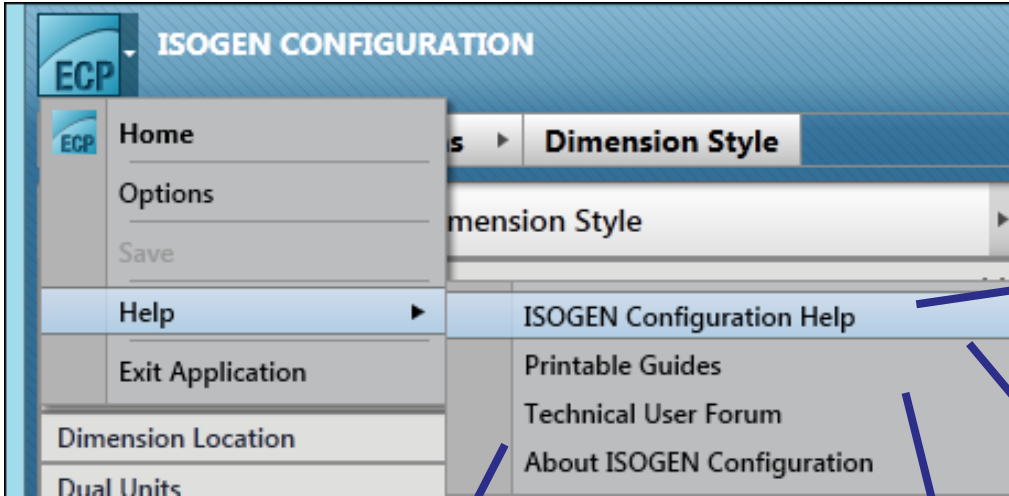 ECP
ISOGEN CONFIGURATION
ECP Home
s Dimension Style
Options
mension Style
Save
Help
ISOGEN Configuration Help
Exit Application
Printable Guides
Technical User Forum
Dimension Location
About ISOGEN Configuration
Dual Units